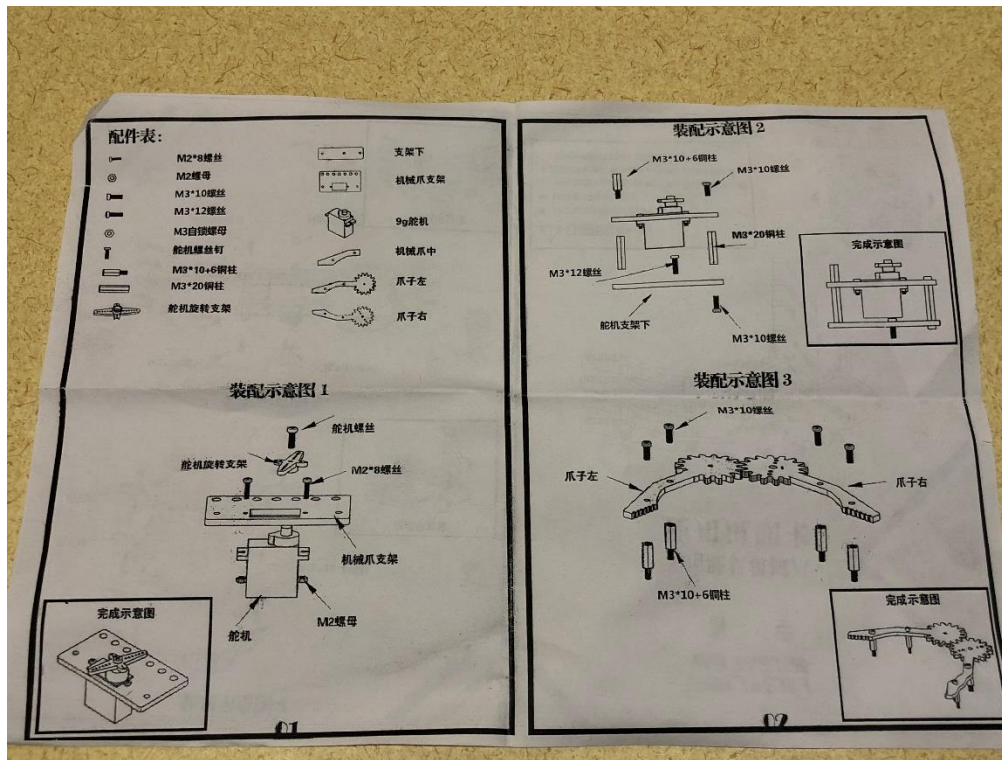 配件表：
M2*8螺丝
M2螺母
M3*10螺丝
M3*12螺丝
M3自锁螺母
舵机螺丝钉
M3*10+6铜柱
M3*20铜柱
舵机旋转支架
支架下
机械爪支架
9g舵机
机械爪中
爪子左
爪子右
装配示意图 1
舵机螺丝
舵机旋转支架
M2*8螺丝
机械爪支架
M2螺母
舵机
完成示意图
01
装配示意图 2
M3*10+6铜柱
M3*10螺丝
M3*20铜柱
M3*12螺丝
舵机支架下
M3*10螺丝
完成示意图
装配示意图 3
M3*10螺丝
爪子左
爪子右
M3*10+6铜柱
完成示意图
02